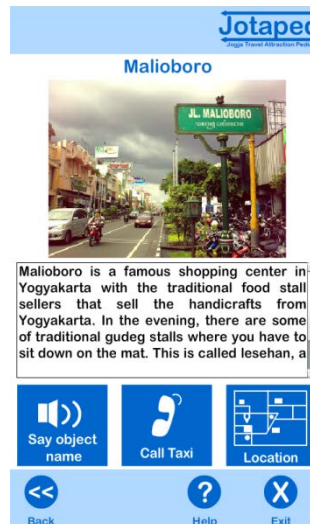 Jotaped
Jogja Travel Attraction Pedi
Malioboro
JL. MALIOBORO
Malioboro is a famous shopping center in
Yogyakarta with the traditional food stall
sellers that sell the handicrafts from
Yogyakarta. In the evening, there are some
of traditional gudeg stalls where you have to
sit down on the mat. This is called lesehan, a
Say object
name
Call Taxi
Location
Back
Help
Exit